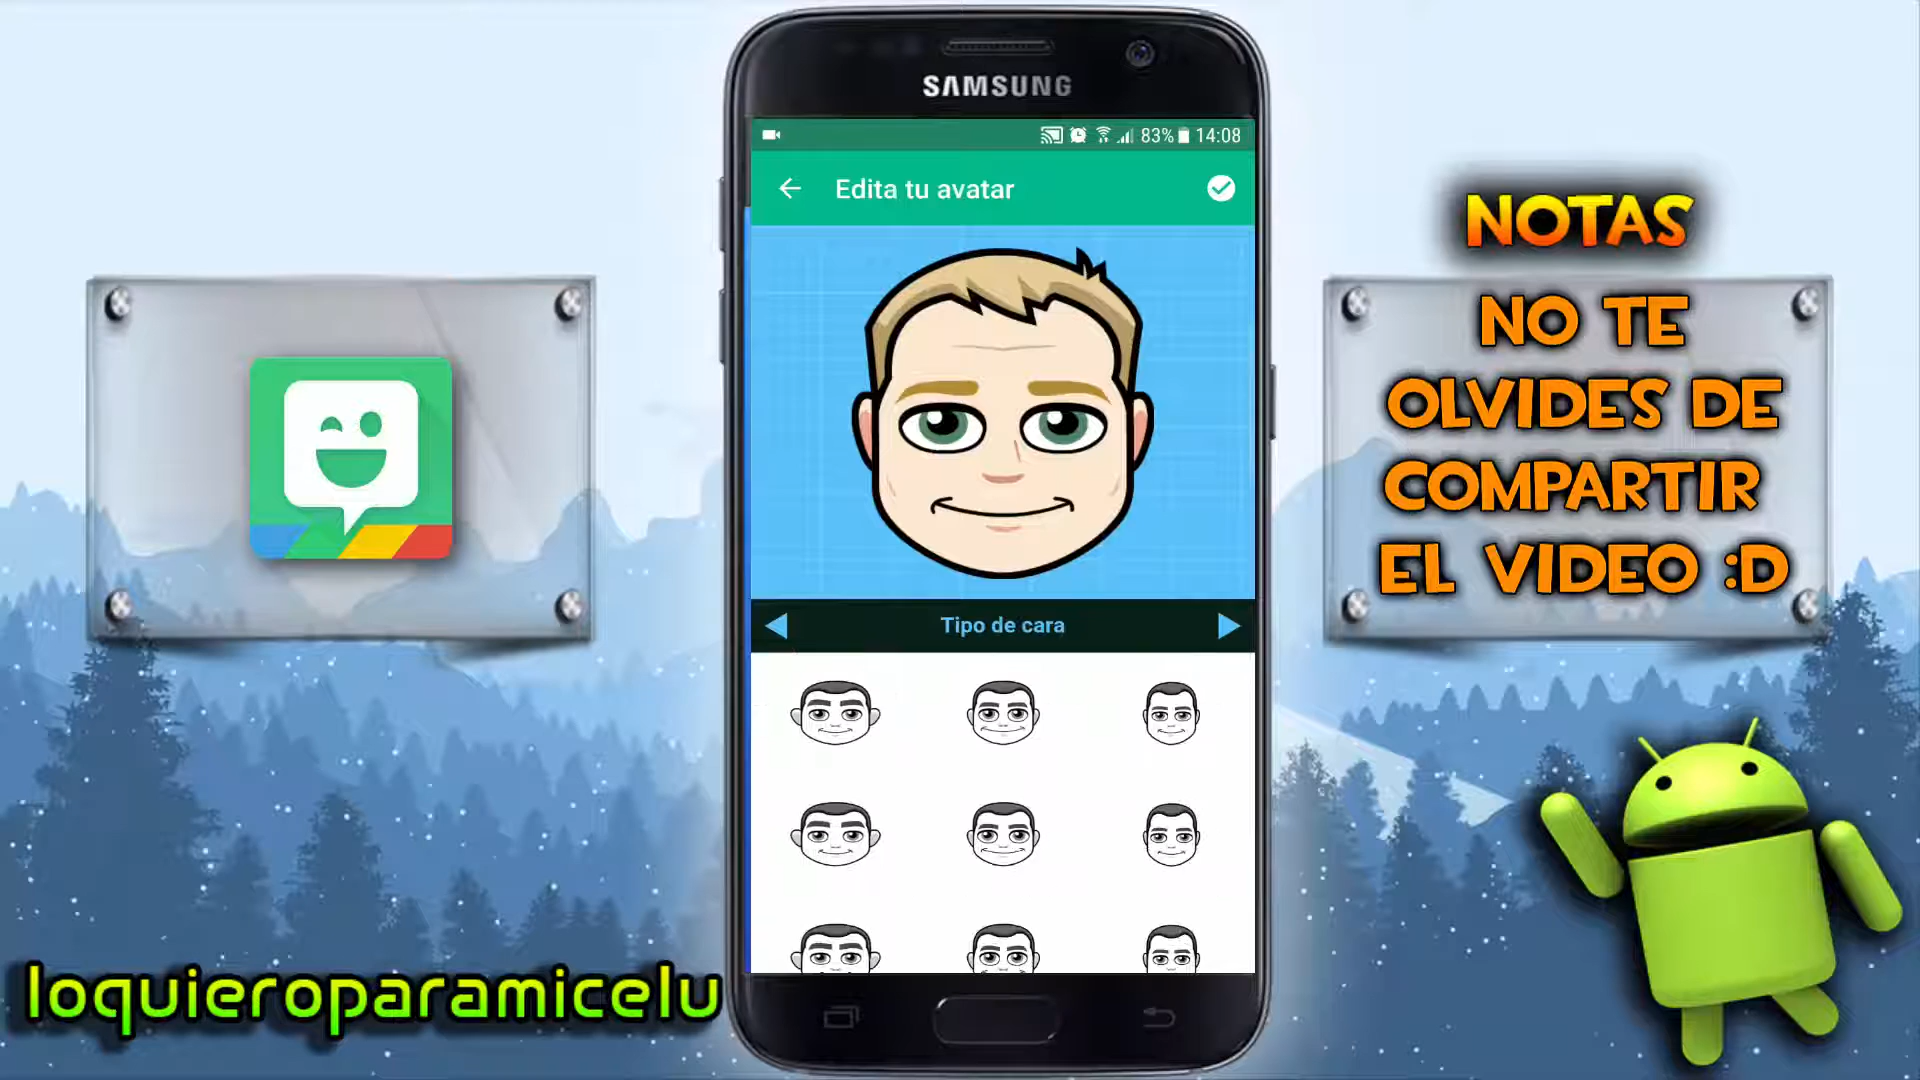 SAMSUNG
83% 14:08
Edita tu avatar
Tipo de cara
NOTAS
NO TE
OLVIDES DE
COMPARTIR
EL VIDEO :D
loquieroparamicelu